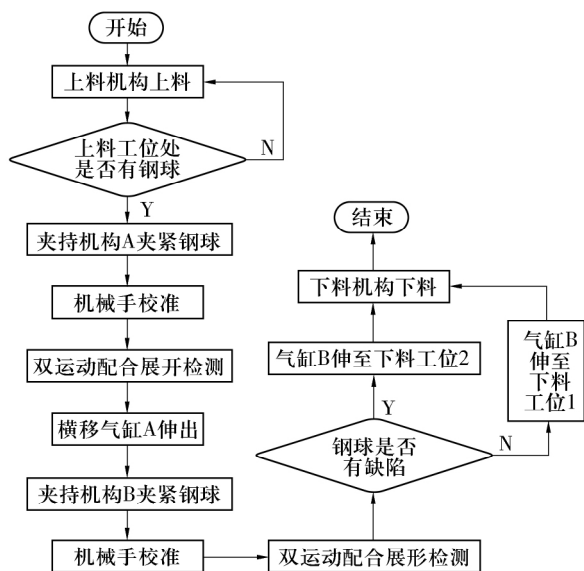 开始
上料机构上料
上料工位处
是否有钢球
N
Y
夹持机构A夹紧钢球
机械手校准
双运动配合展开检测
横移气缸A伸出
夹持机构B夹紧钢球
机械手校准
双运动配合展形检测
钢球是否
有缺陷
Y
N
气缸B伸至下料工位2
气缸B
伸至
下料
工位1
下料机构下料
结束